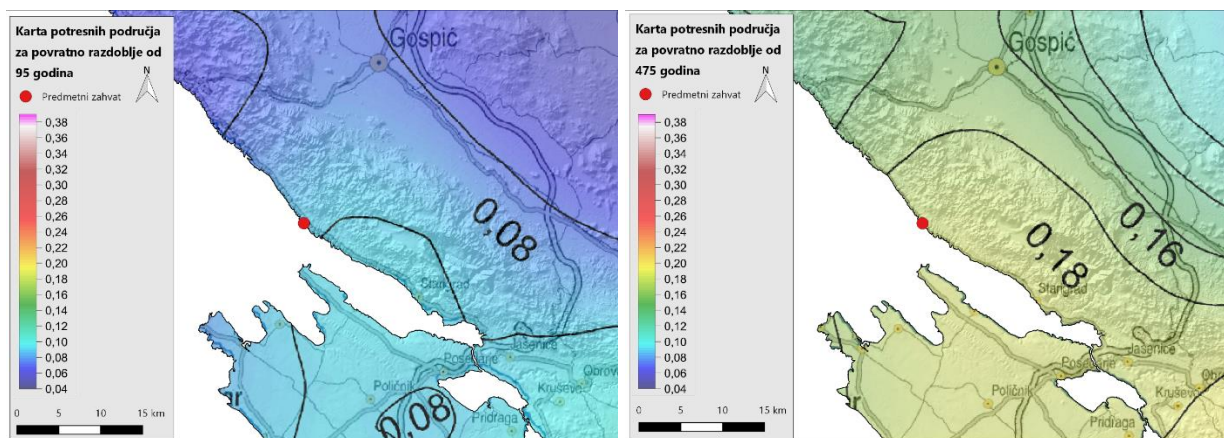 Karta potresnih područja
za povratno razdoblje od
95 godina
N
Predmetni zahvat
0,38
0,36
0,34
0,32
0,30
0,28
0,26
0,24
0,22
0,20
0,18
0,16
0,14
0,12
0,10
0,08
0,06
0,04
0 5 10 15 km
Gospić
0,08
Starigrad
Jasenice
Posedarje
Obrov
Poličnik
Kruševo
ar
0,08
Pridraga
Karta potresnih područja
za povratno razdoblje od
475 godina
N
Predmetni zahvat
0,38
0,36
0,34
0,32
0,30
0,28
0,26
0,24
0,22
0,20
0,18
0,16
0,14
0,12
0,10
0,08
0,06
0,04
0 5 10 15 km
Gospić
0,16
0,18
Starigrad
Jasenice
Posedarje
Obro
Poličnik
Kruševo
ar
Pridraga